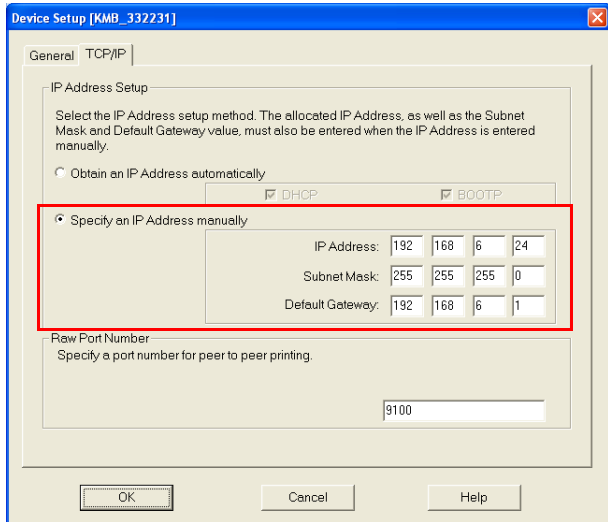 Device Setup [KMB_332231]
General TCP/IP
IP Address Setup
Select the IP Address setup method. The allocated IP Address, as well as the Subnet
Mask and Default Gateway value, must also be entered when the IP Address is entered
manually.
Obtain an IP Address automatically
DHCP BOOTP
Specify an IP Address manually
IP Address: 192 168 6 24
Subnet Mask: 255 255 255 0
Default Gateway: 192 168 6 1
Raw Port Number
Specify a port number for peer to peer printing.
9100
OK Cancel Help